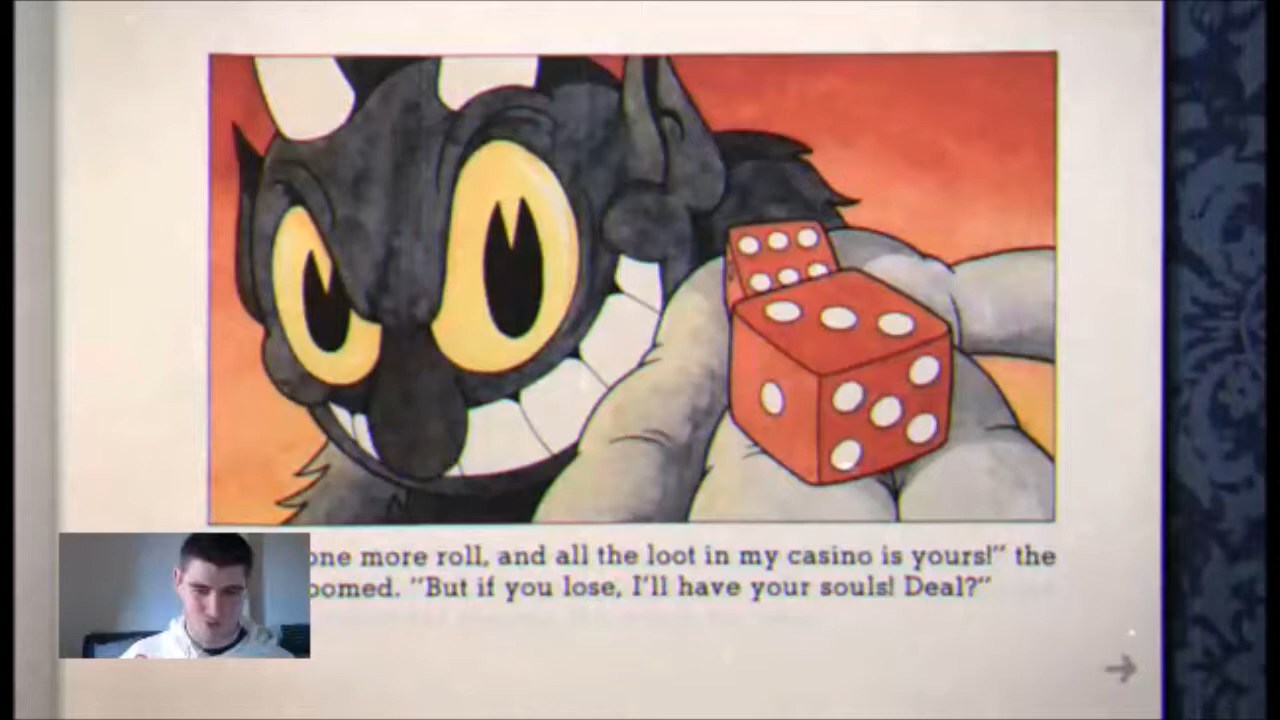 one more roll, and all the loot in my casino is yours!" the
oomed. "But if you lose, I'll have your souls! Deal?"